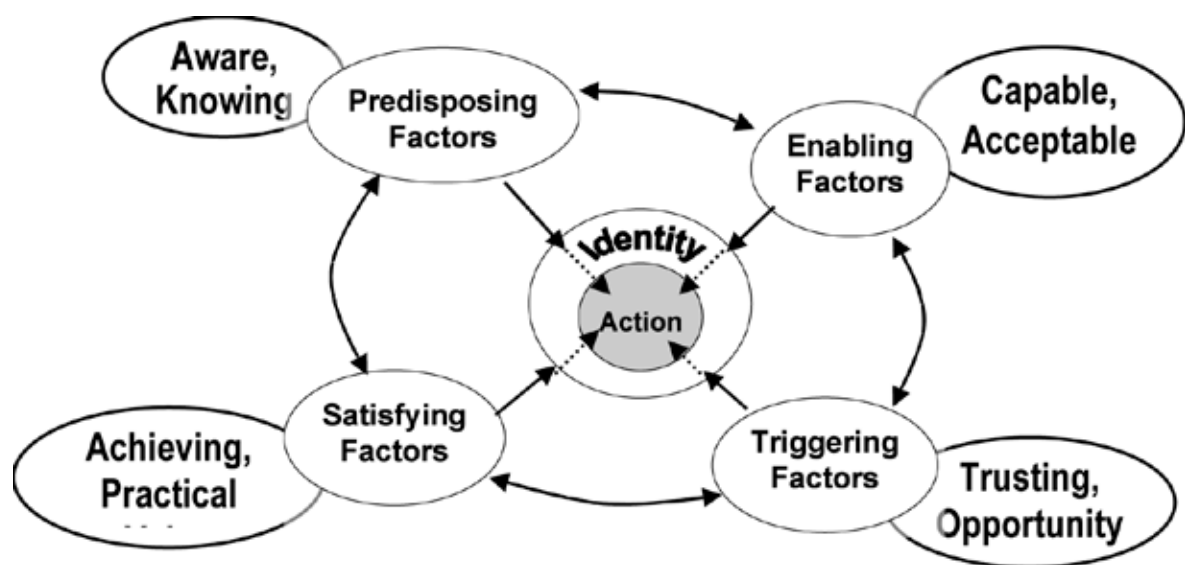 Aware,
Knowing
Predisposing
Factors
Capable,
Acceptable
Enabling
Factors
Identity
Action
Satisfying
Factors
Achieving,
Practical
Triggering
Factors
Trusting,
Opportunity